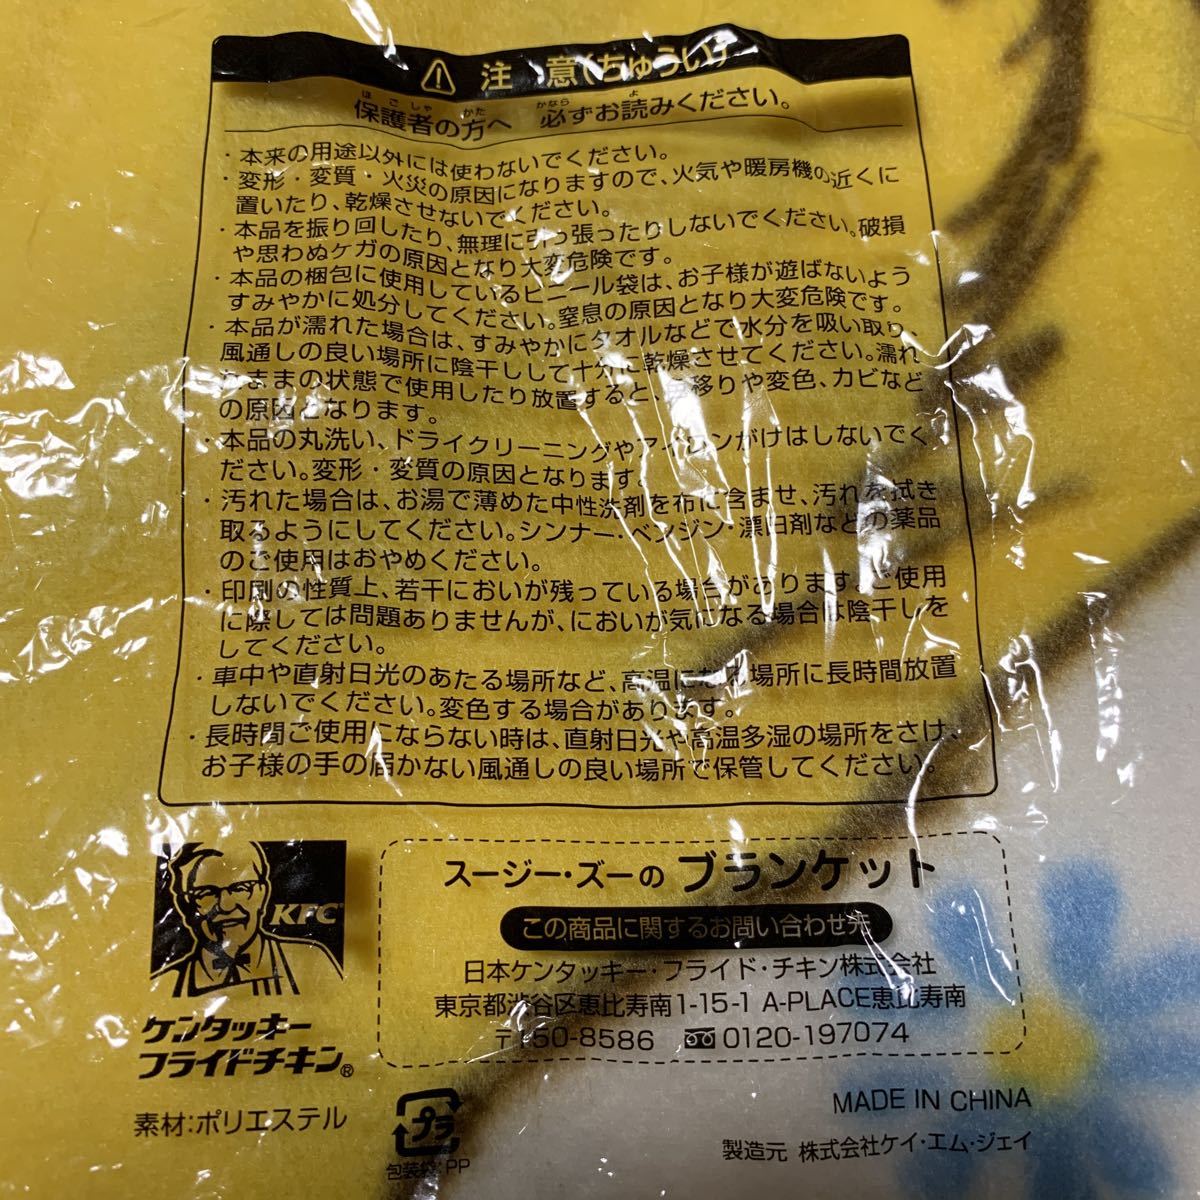 注意(ちゅうい)
ほごしゃ かた かなら よ
保護者の方へ 必ずお読みください。
・本来の用途以外には使わないでください。
・変形・変質・火災の原因になりますので、火気や暖房機の近くに
置いたり、乾燥させないでください。
・本品を振り回したり、無理に引っ張ったりしないでください。破損
や思わぬケガの原因となり大変危険です。
・本品の梱包に使用しているビニール袋は、お子様が遊ばないよう
すみやかに処分してください。窒息の原因となり大変危険です。
・本品が濡れた場合は、すみやかにタオルなどで水分を吸い取り、
風通しの良い場所に陰干しして十分に乾燥させてください。濡れ
たままの状態で使用したり放置すると、色移りや変色、カビなど
の原因となります。
・本品の丸洗い、ドライクリーニングやアイロンがけはしないでく
ださい。変形・変質の原因となります。
・汚れた場合は、お湯で薄めた中性洗剤を布に含ませ、汚れを拭き
取るようにしてください。シンナー・ベンジン・漂白剤などの薬品
のご使用はおやめください。
・印刷の性質上、若干においが残っている場合があります。ご使用
に際しては問題ありませんが、においが気になる場合は陰干しを
してください。
・車中や直射日光のあたる場所など、高温になる場所に長時間放置
しないでください。変色する場合があります。
・長時間ご使用にならない時は、直射日光や高温多湿の場所をさけ、
お子様の手の届かない風通しの良い場所で保管してください。
KFC
ケンタッキー
フライドチキン®
スージー・ズーの ブランケット
この商品に関するお問い合わせ先
日本ケンタッキー・フライド・チキン株式会社
東京都渋谷区恵比寿南1-15-1 A-PLACE恵比寿南
〒150-8586 0120-197074
素材:ポリエステル
プラ
包装袋:PP
MADE IN CHINA
製造元 株式会社ケイ・エム・ジェイ